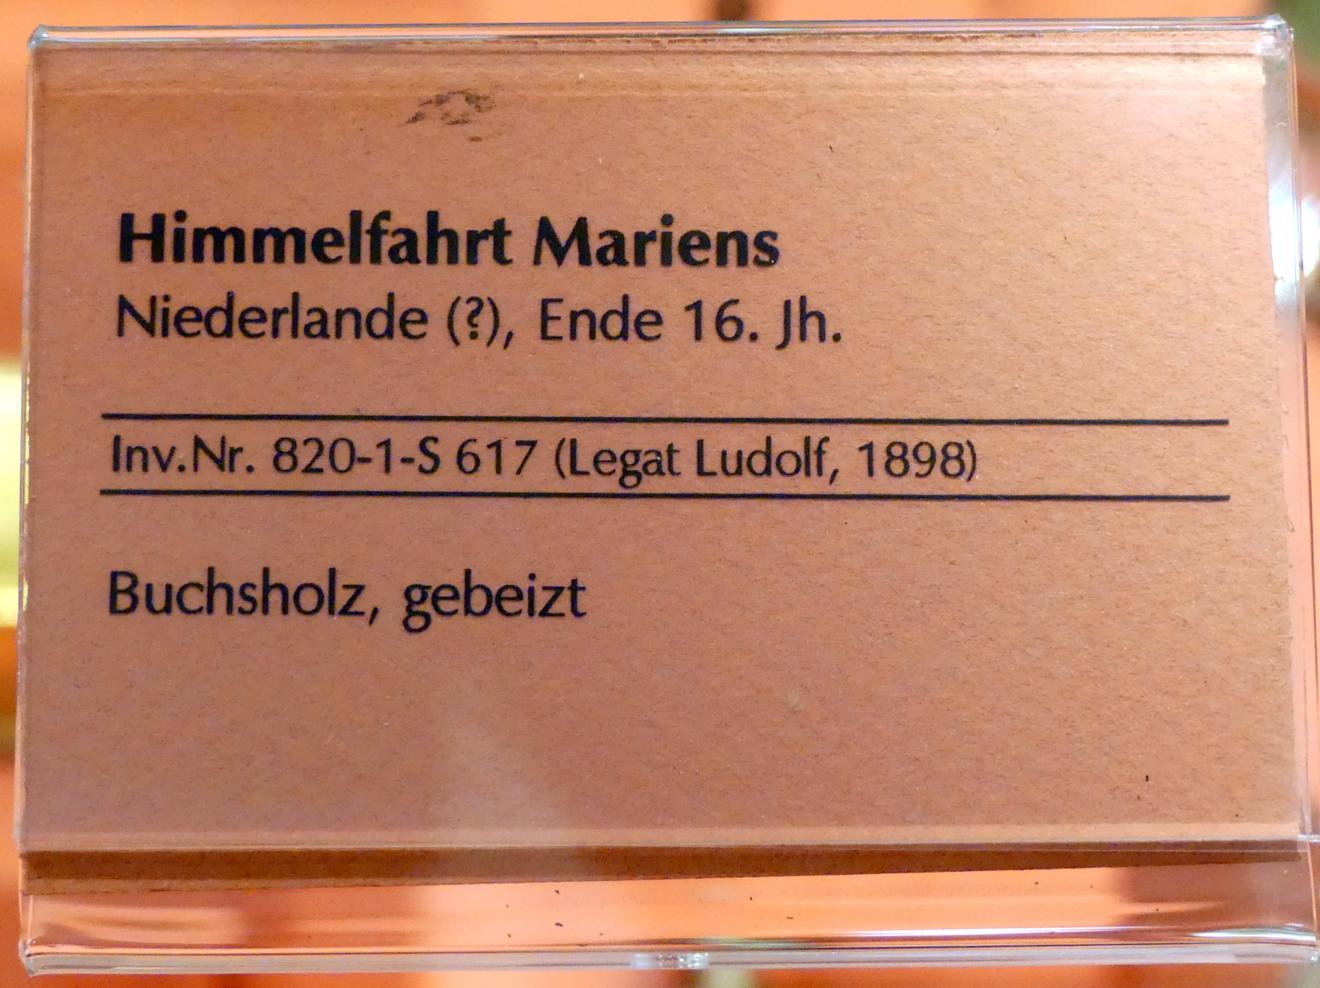 Himmelfahrt Mariens
Niederlande (?), Ende 16. Jh.
Inv.Nr. 820-1-S 617 (Legat Ludolf, 1898)
Buchsholz, gebeizt